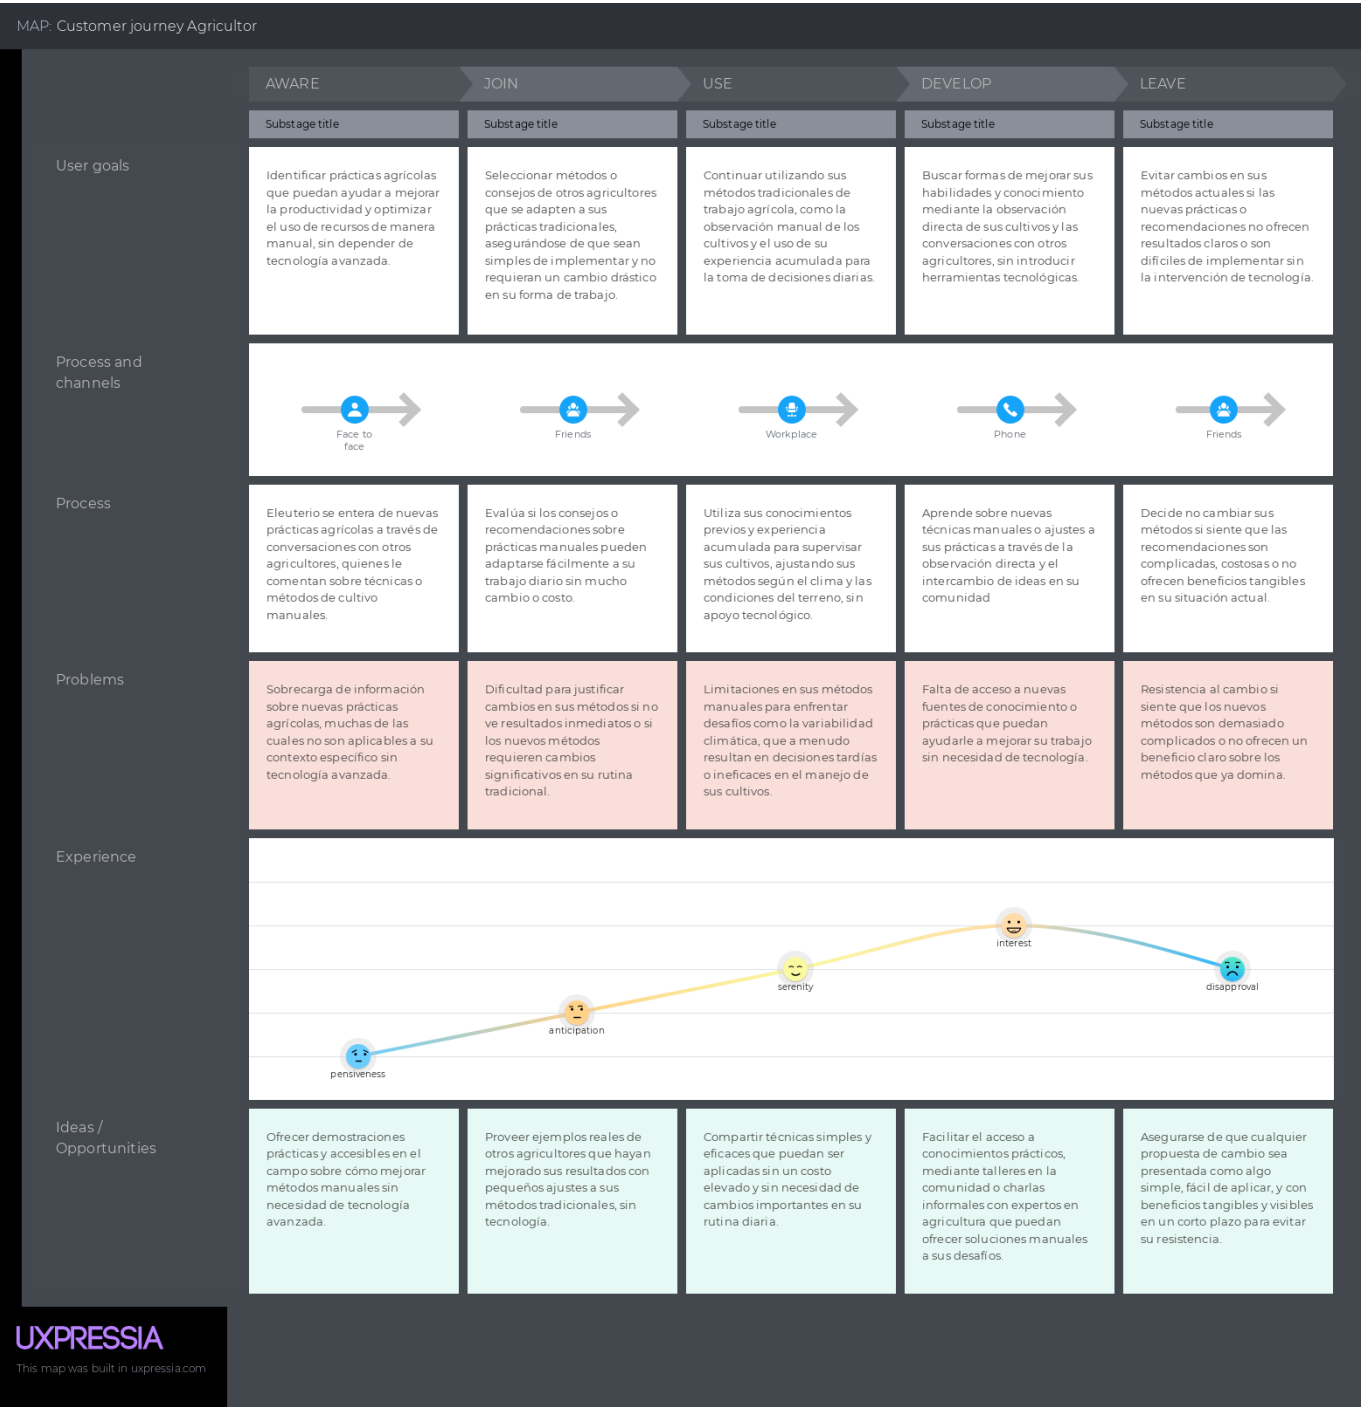 MAP: Customer journey Agricultor
AWARE
JOIN
USE
DEVELOP
LEAVE
Substage title
Substage title
Substage title
Substage title
Substage title
User goals
Identificar prácticas agrícolas
que puedan ayudar a mejorar
la productividad y optimizar
el uso de recursos de manera
manual, sin depender de
tecnología avanzada.
Seleccionar métodos o
consejos de otros agricultores
que se adapten a sus
prácticas tradicionales,
asegurándose de que sean
simples de implementar y no
requieran un cambio drástico
en su forma de trabajo.
Continuar utilizando sus
métodos tradicionales de
trabajo agrícola, como la
observación manual de los
cultivos y el uso de su
experiencia acumulada para
la toma de decisiones diarias.
Buscar formas de mejorar sus
habilidades y conocimiento
mediante la observación
directa de sus cultivos y las
conversaciones con otros
agricultores, sin introducir
herramientas tecnológicas.
Evitar cambios en sus
métodos actuales si las
nuevas prácticas o
recomendaciones no ofrecen
resultados claros o son
difíciles de implementar sin
la intervención de tecnología.
Process and
channels
Face to
face
Friends
Workplace
Phone
Friends
Process
Eleuterio se entera de nuevas
prácticas agrícolas a través de
conversaciones con otros
agricultores, quienes le
comentan sobre técnicas o
métodos de cultivo
manuales.
Evalúa si los consejos o
recomendaciones sobre
prácticas manuales pueden
adaptarse fácilmente a su
trabajo diario sin mucho
cambio o costo.
Utiliza sus conocimientos
previos y experiencia
acumulada para supervisar
sus cultivos, ajustando sus
métodos según el clima y las
condiciones del terreno, sin
apoyo tecnológico.
Aprende sobre nuevas
técnicas manuales o ajustes a
sus prácticas a través de la
observación directa y el
intercambio de ideas en su
comunidad
Decide no cambiar sus
métodos si siente que las
recomendaciones son
complicadas, costosas o no
ofrecen beneficios tangibles
en su situación actual.
Problems
Sobrecarga de información
sobre nuevas prácticas
agrícolas, muchas de las
cuales no son aplicables a su
contexto específico sin
tecnología avanzada.
Dificultad para justificar
cambios en sus métodos si no
ve resultados inmediatos o si
los nuevos métodos
requieren cambios
significativos en su rutina
tradicional.
Limitaciones en sus métodos
manuales para enfrentar
desafíos como la variabilidad
climática, que a menudo
resultan en decisiones tardías
o ineficaces en el manejo de
sus cultivos.
Falta de acceso a nuevas
fuentes de conocimiento o
prácticas que puedan
ayudarle a mejorar su trabajo
sin necesidad de tecnología.
Resistencia al cambio si
siente que los nuevos
métodos son demasiado
complicados o no ofrecen un
beneficio claro sobre los
métodos que ya domina.
Experience
pensiveness
anticipation
serenity
interest
disapproval
Ideas /
Opportunities
Ofrecer demostraciones
prácticas y accesibles en el
campo sobre cómo mejorar
métodos manuales sin
necesidad de tecnología
avanzada.
Proveer ejemplos reales de
otros agricultores que hayan
mejorado sus resultados con
pequeños ajustes a sus
métodos tradicionales, sin
tecnología.
Compartir técnicas simples y
eficaces que puedan ser
aplicadas sin un costo
elevado y sin necesidad de
cambios importantes en su
rutina diaria.
Facilitar el acceso a
conocimientos prácticos,
mediante talleres en la
comunidad o charlas
informales con expertos en
agricultura que puedan
ofrecer soluciones manuales
a sus desafíos.
Asegurarse de que cualquier
propuesta de cambio sea
presentada como algo
simple, fácil de aplicar, y con
beneficios tangibles y visibles
en un corto plazo para evitar
su resistencia.
UXPRESSIA
This map was built in uxpressia.com